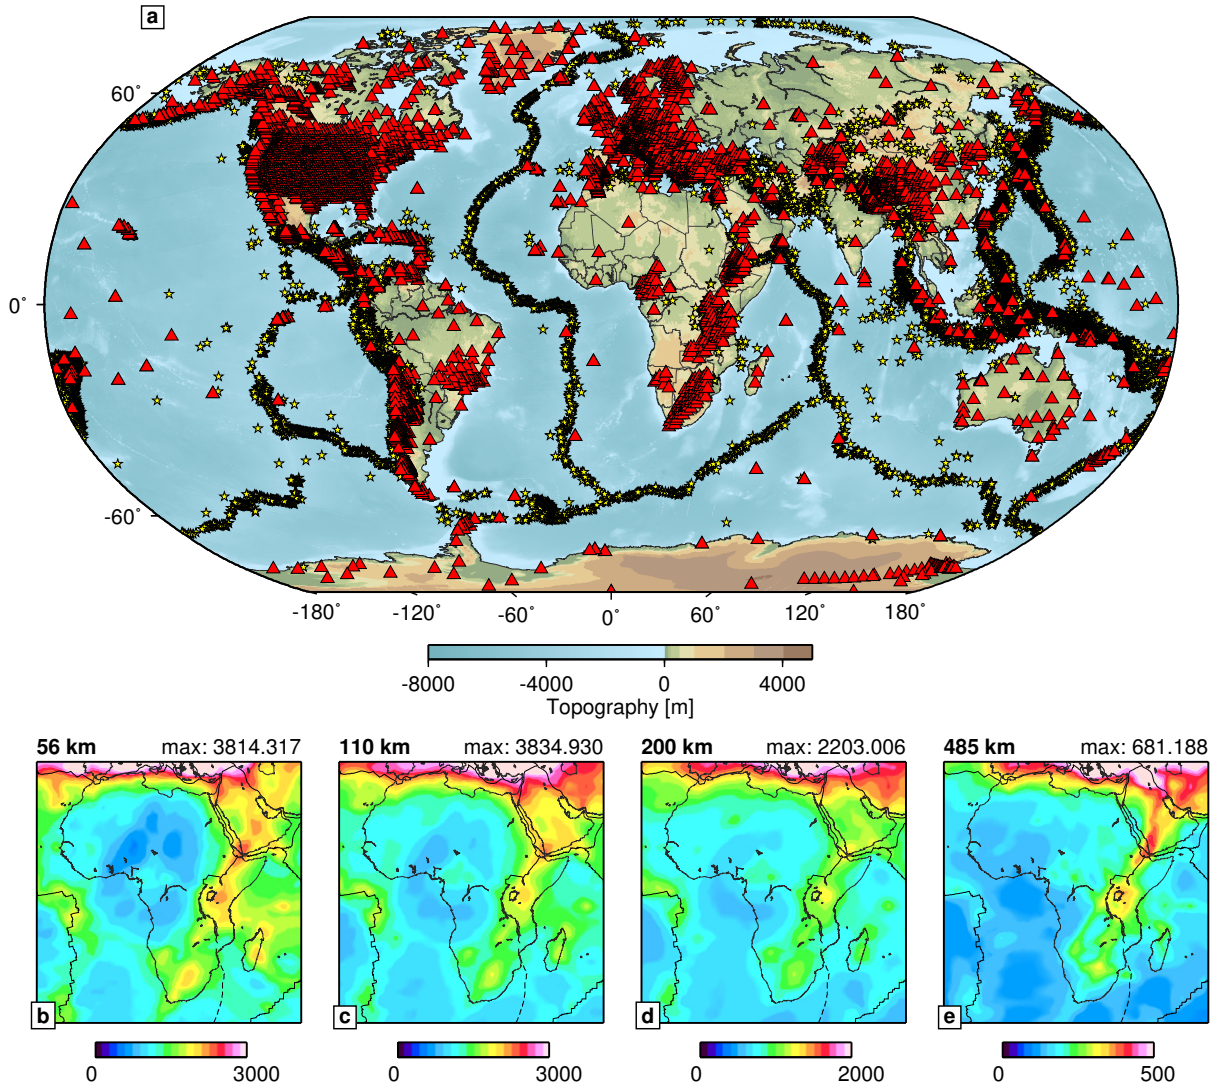 a
60°
0°
-60°
-180° -120° -60° 0° 60° 120° 180°
-8000 -4000 0 4000
Topography [m]
56 km max: 3814.317
110 km max: 3834.930
200 km max: 2203.006
485 km max: 681.188
b
c
d
e
0 3000
0 3000
0 2000
0 500